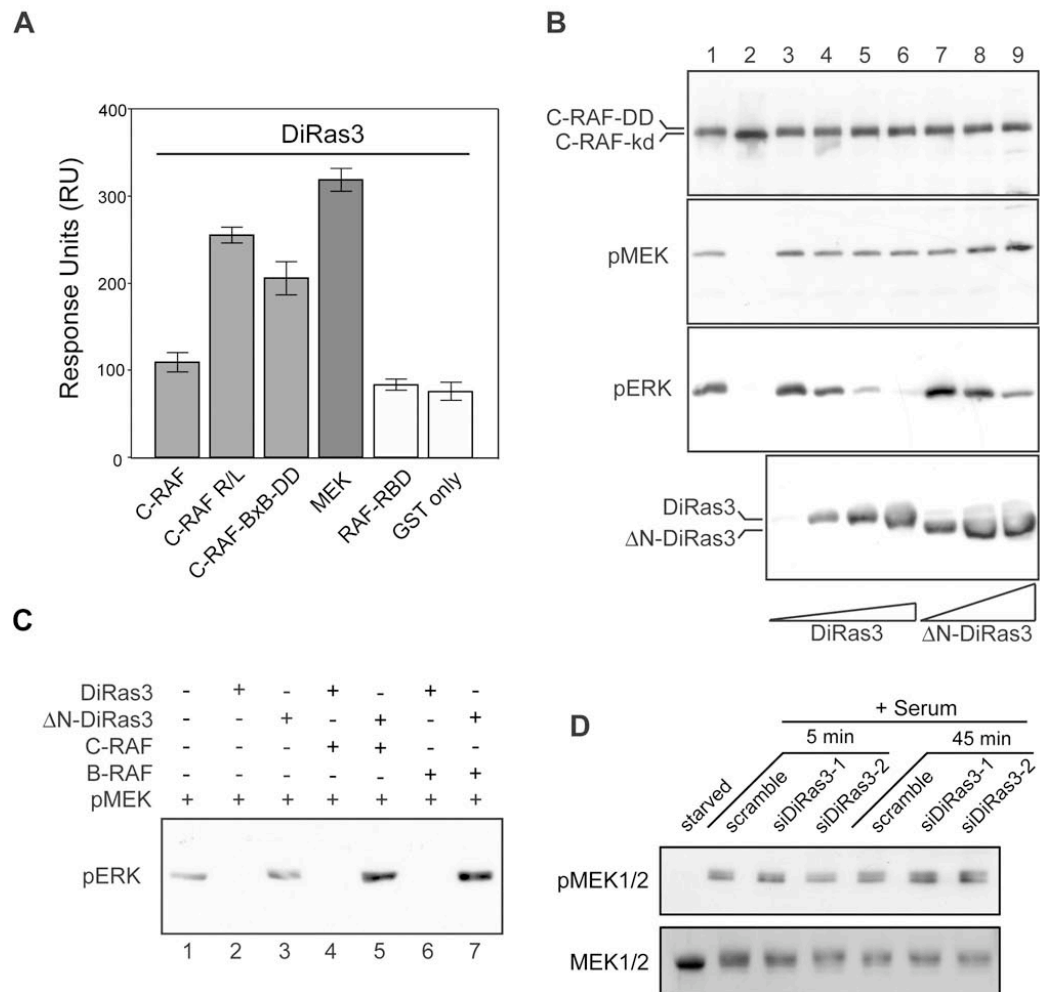 A
Response Units (RU)
400
300
200
100
0
DiRas3
C-RAF
C-RAF R/L
C-RAF-BxB-DD
MEK
RAF-RBD
GST only
B
1 2 3 4 5 6 7 8 9
C-RAF-DD
C-RAF-kd
pMEK
pERK
DiRas3
ΔN-DiRas3
DiRas3 ΔN-DiRas3
C
DiRas3 - + - + - + -
ΔN-DiRas3 - - + - + - +
C-RAF - - - + + - -
B-RAF - - - - - + +
pMEK + + + + + + +
pERK
1 2 3 4 5 6 7
D
+ Serum
5 min 45 min
starved
scramble
siDiRas3-1
siDiRas3-2
scramble
siDiRas3-1
siDiRas3-2
pMEK1/2
MEK1/2